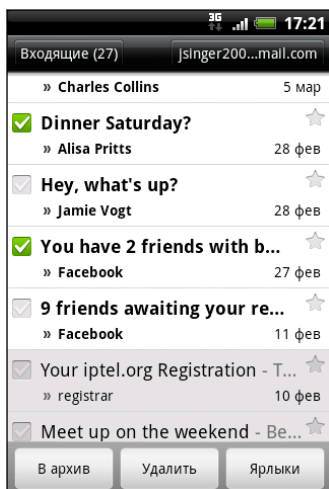 3G 17:21
Входящие (27) jsinger200...mail.com
» Charles Collins 5 мар
Dinner Saturday?
» Alisa Pritts 28 фев
Hey, what's up?
» Jamie Vogt 28 фев
You have 2 friends with b...
» Facebook 27 фев
9 friends awaiting your re...
» Facebook 11 фев
Your iptel.org Registration - T...
» registrar 10 фев
Meet up on the weekend - Be...
В архив Удалить Ярлыки